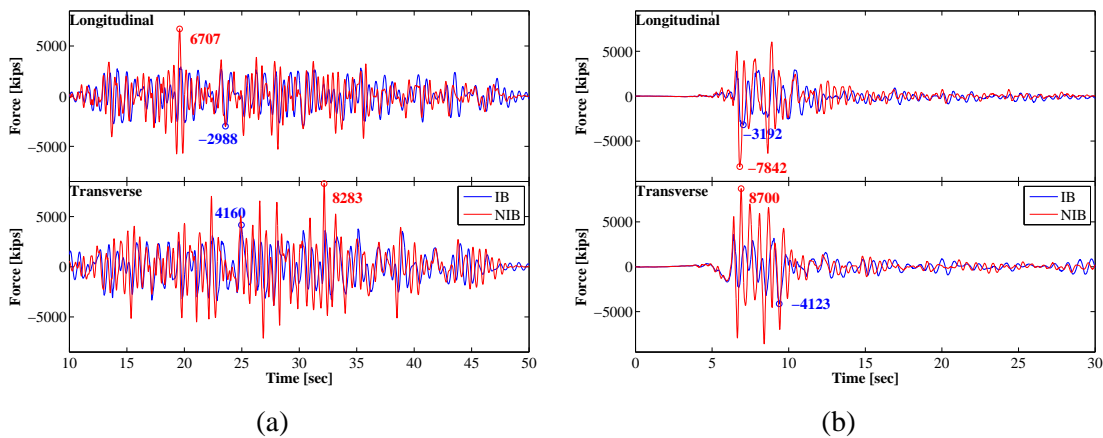 Longitudinal
5000
0
−5000
Force [kips]
6707
−2988
Transverse
5000
0
−5000
Force [kips]
4160
8283
IB
NIB
10 15 20 25 30 35 40 45 50
Time [sec]
(a)
Longitudinal
5000
0
−5000
Force [kips]
−3192
−7842
Transverse
5000
0
−5000
Force [kips]
8700
−4123
IB
NIB
0 5 10 15 20 25 30
Time [sec]
(b)